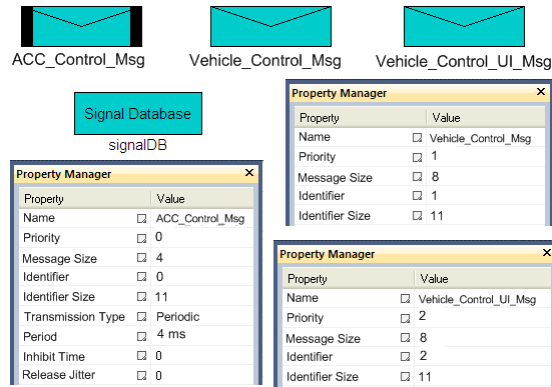 ACC_Control_Msg
Vehicle_Control_Msg
Vehicle_Control_UI_Msg
Signal Database
signalDB
Property Manager ×
Property Value
Name Vehicle_Control_Msg
Priority 1
Message Size 8
Identifier 1
Identifier Size 11
Property Manager ×
Property Value
Name ACC_Control_Msg
Priority 0
Message Size 4
Identifier 0
Identifier Size 11
Transmission Type Periodic
Period 4 ms
Inhibit Time 0
Release Jitter 0
Property Manager ×
Property Value
Name Vehicle_Control_UI_Msg
Priority 2
Message Size 8
Identifier 2
Identifier Size 11